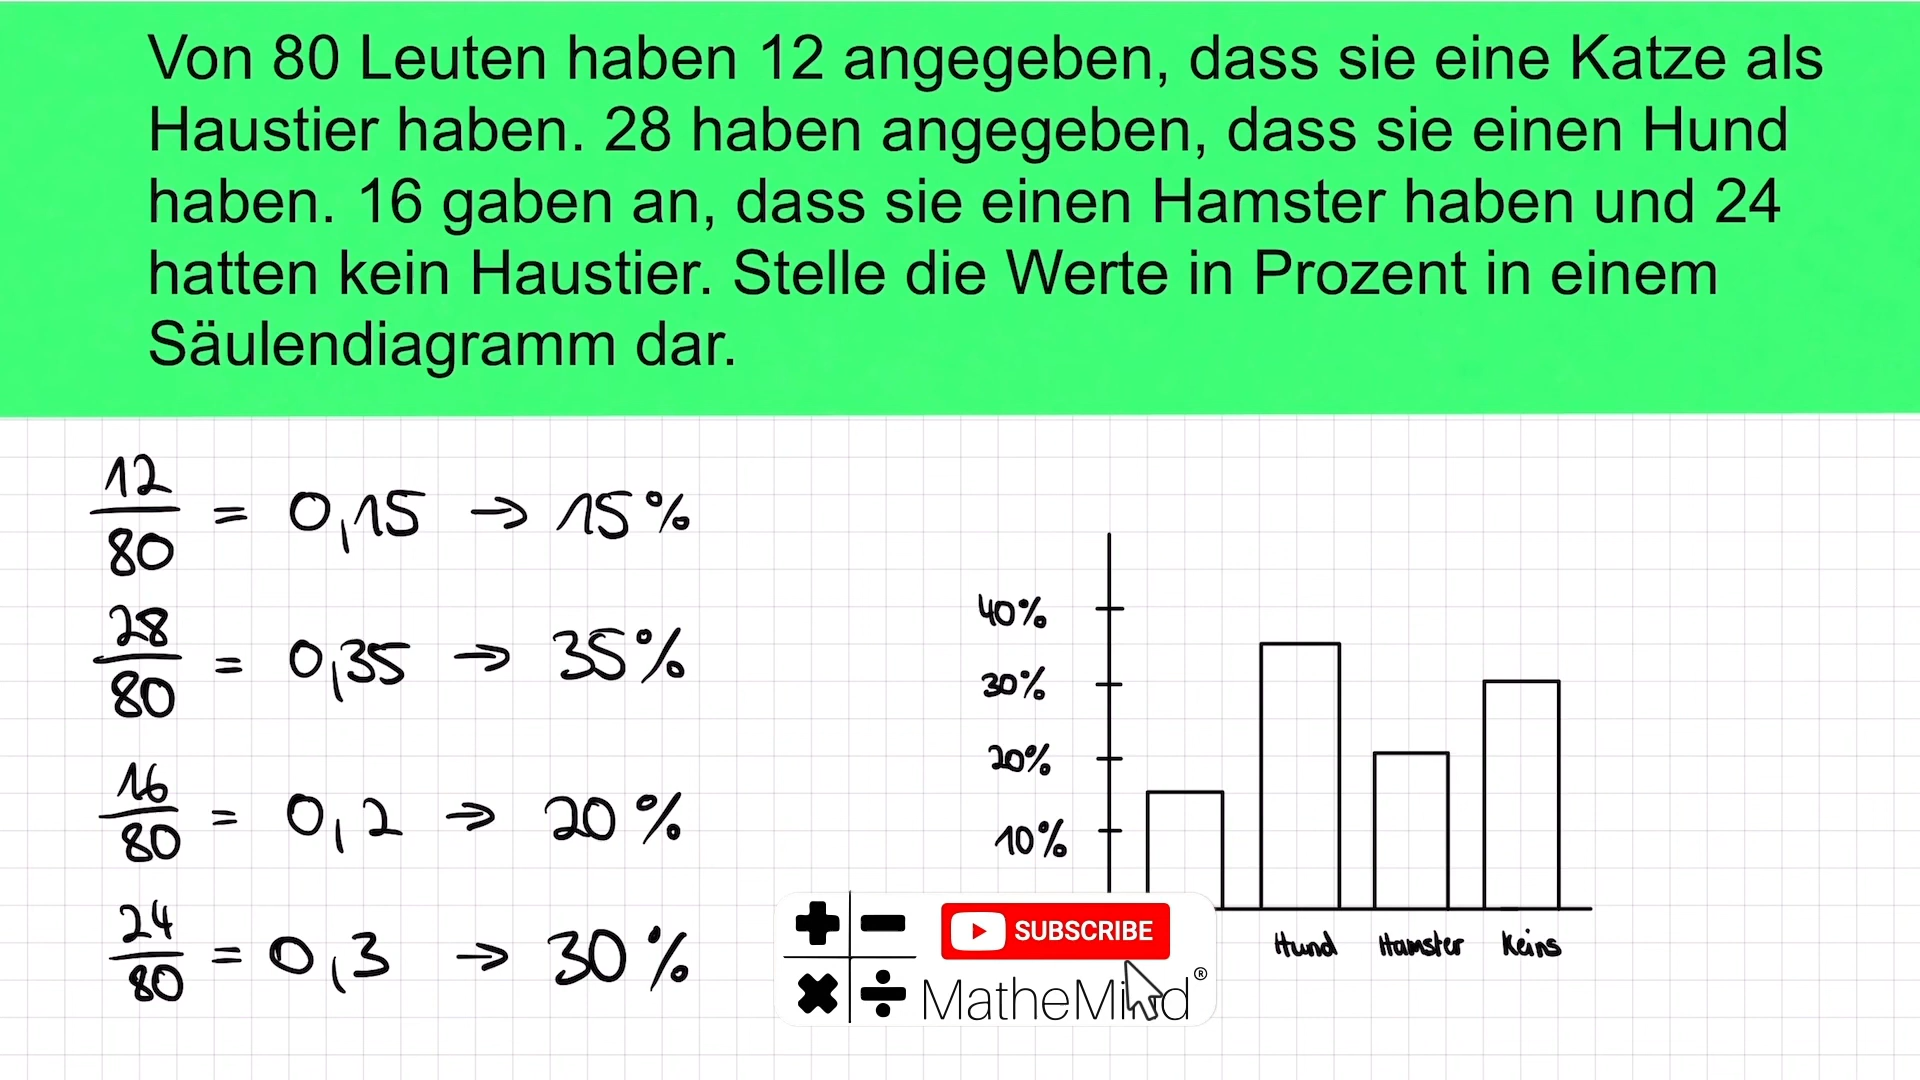 Von 80 Leuten haben 12 angegeben, dass sie eine Katze als
Haustier haben. 28 haben angegeben, dass sie einen Hund
haben. 16 gaben an, dass sie einen Hamster haben und 24
hatten kein Haustier. Stelle die Werte in Prozent in einem
Säulendiagramm dar.
12/80 = 0,15 → 15%
28/80 = 0,35 → 35%
16/80 = 0,2 → 20%
24/80 = 0,3 → 30%
40%
30%
20%
10%
Hund Hamster Keins
SUBSCRIBE
MatheMind®